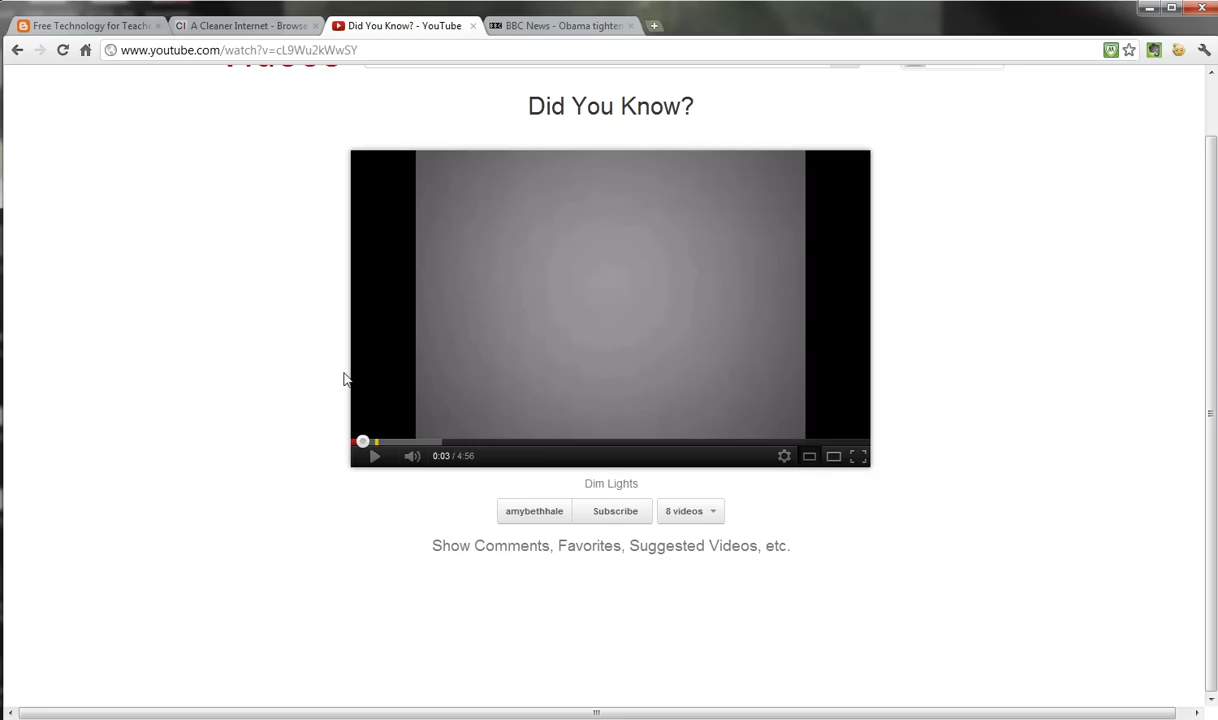 Free Technology for Teache
CI A Cleaner Internet - Browse
Did You Know? - YouTube
BBC News - Obama tighten
www.youtube.com/watch?v=cL9Wu2kWwSY
Did You Know?
0:03 / 4:56
Dim Lights
amybethhale Subscribe 8 videos
Show Comments, Favorites, Suggested Videos, etc.